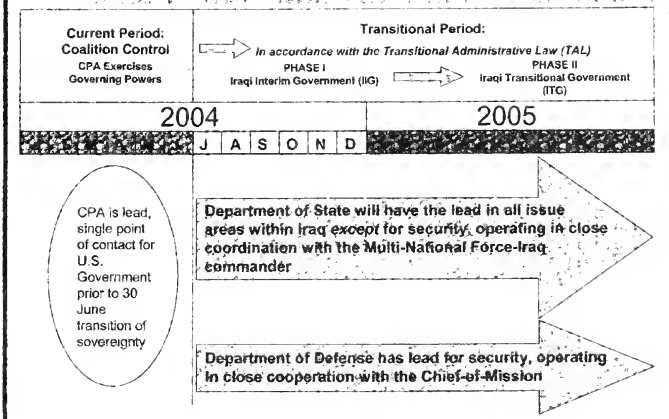 Current Period:
Coalition Control
CPA Exercises
Governing Powers
Transitional Period:
In accordance with the Transitional Administrative Law (TAL)
PHASE I
Iraqi Interim Government (IIG)
PHASE II
Iraqi Transitional Government
(ITG)
2004
2005
J A S O N D
CPA is lead,
single point
of contact for
U.S.
Government
prior to 30
June
transition of
sovereignty
Department of State will have the lead in all issue
areas within Iraq except for security, operating in close
coordination with the Multi-National Force-Iraq
commander
Department of Defense has lead for security, operating
in close cooperation with the Chief-of-Mission